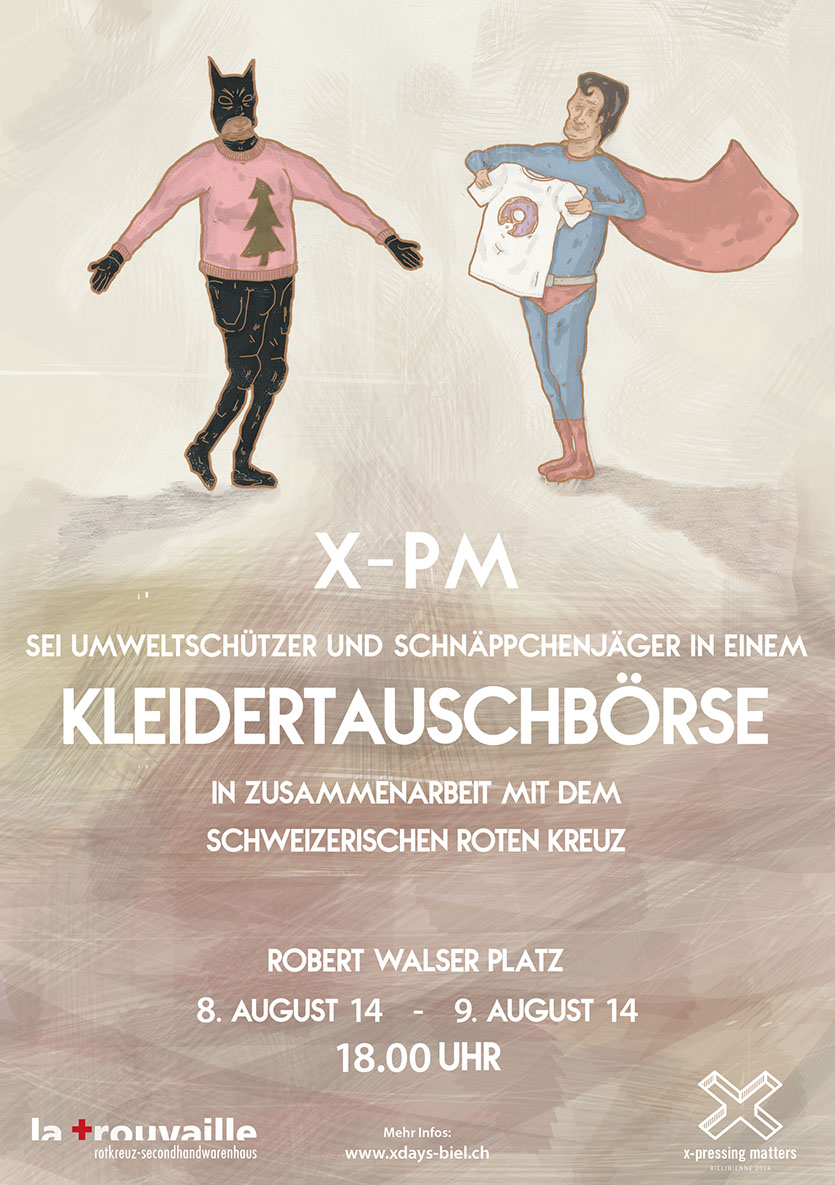 X-PM
SEI UMWELTSCHÜTZER UND SCHNÄPPCHENJÄGER IN EINEM
KLEIDERTAUSCHBÖRSE
IN ZUSAMMENARBEIT MIT DEM
SCHWEIZERISCHEN ROTEN KREUZ
ROBERT WALSER PLATZ
8. AUGUST 14 - 9. AUGUST 14
18.00 UHR
la trouvaille
rotkreuz-secondhandwarenhaus
Mehr Infos:
www.xdays-biel.ch
x-pressing matters
BIEL/BIENNE 2014